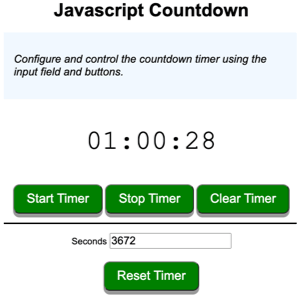 Javascript Countdown
Configure and control the countdown timer using the
input field and buttons.
01:00:28
Start Timer Stop Timer Clear Timer
Seconds 3672
Reset Timer